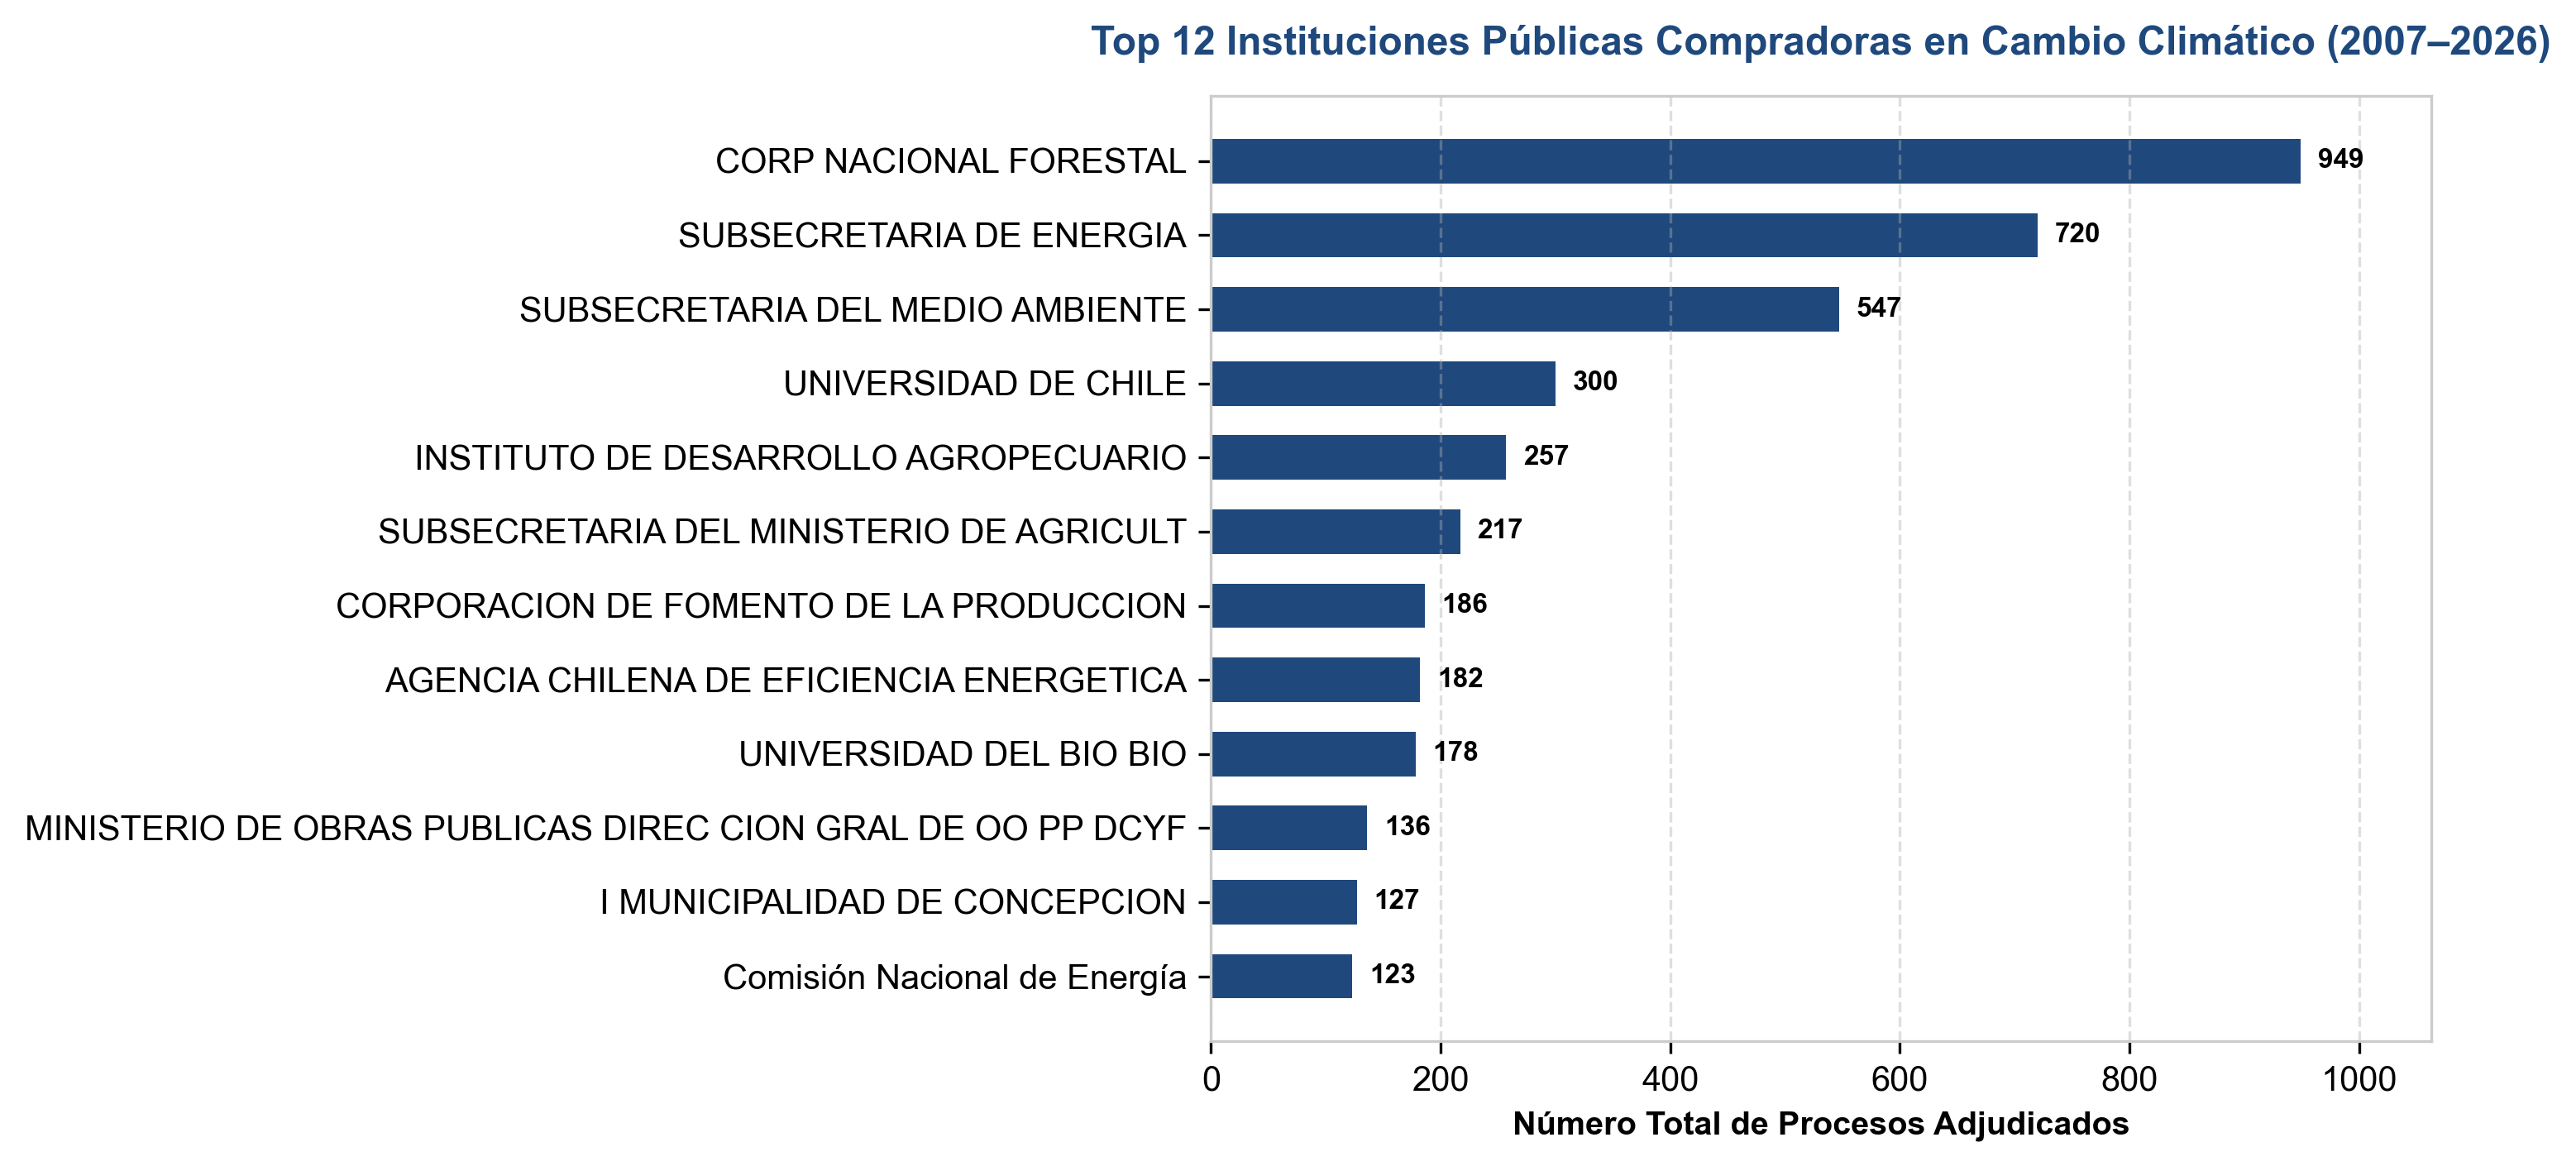 Top 12 Instituciones Públicas Compradoras en Cambio Climático (2007–2026)
CORP NACIONAL FORESTAL 949
SUBSECRETARIA DE ENERGIA 720
SUBSECRETARIA DEL MEDIO AMBIENTE 547
UNIVERSIDAD DE CHILE 300
INSTITUTO DE DESARROLLO AGROPECUARIO 257
SUBSECRETARIA DEL MINISTERIO DE AGRICULT 217
CORPORACION DE FOMENTO DE LA PRODUCCION 186
AGENCIA CHILENA DE EFICIENCIA ENERGETICA 182
UNIVERSIDAD DEL BIO BIO 178
MINISTERIO DE OBRAS PUBLICAS DIREC CION GRAL DE OO PP DCYF 136
I MUNICIPALIDAD DE CONCEPCION 127
Comisión Nacional de Energía 123
0 200 400 600 800 1000
Número Total de Procesos Adjudicados